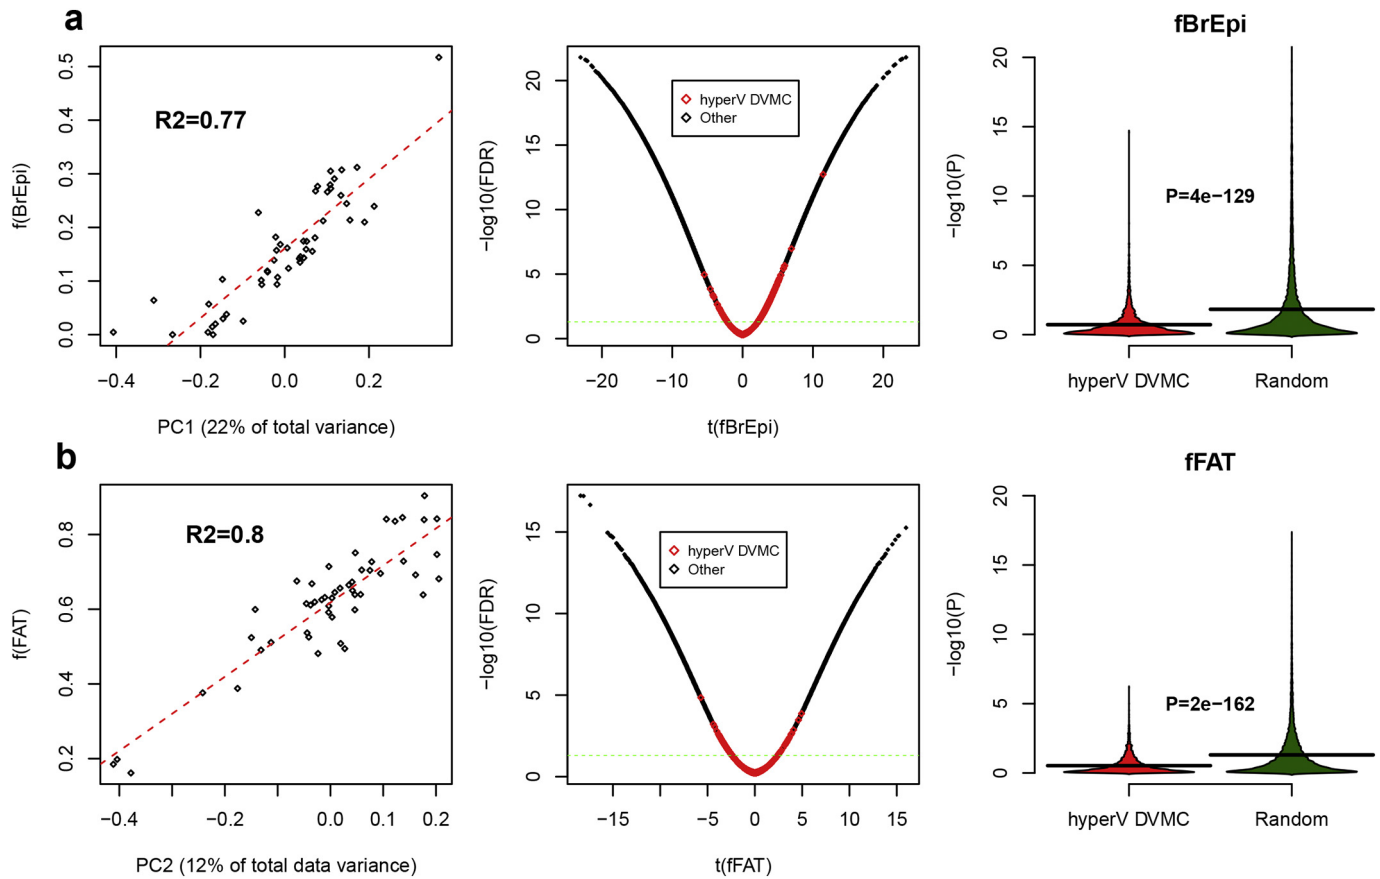 a
f(BrEpi)
0.0 0.1 0.2 0.3 0.4 0.5
R2=0.77
−0.4 −0.2 0.0 0.2
PC1 (22% of total variance)
−log10(FDR)
0 5 10 15 20
hyperV DVMC
Other
−20 −10 0 10 20
t(fBrEpi)
fBrEpi
−log10(P)
0 5 10 15 20
P=4e−129
hyperV DVMC Random
b
f(FAT)
0.2 0.4 0.6 0.8
R2=0.8
−0.4 −0.2 0.0 0.1 0.2
PC2 (12% of total data variance)
−log10(FDR)
0 5 10 15
hyperV DVMC
Other
−15 −5 0 5 10 15
t(fFAT)
fFAT
−log10(P)
0 5 10 15 20
P=2e−162
hyperV DVMC Random